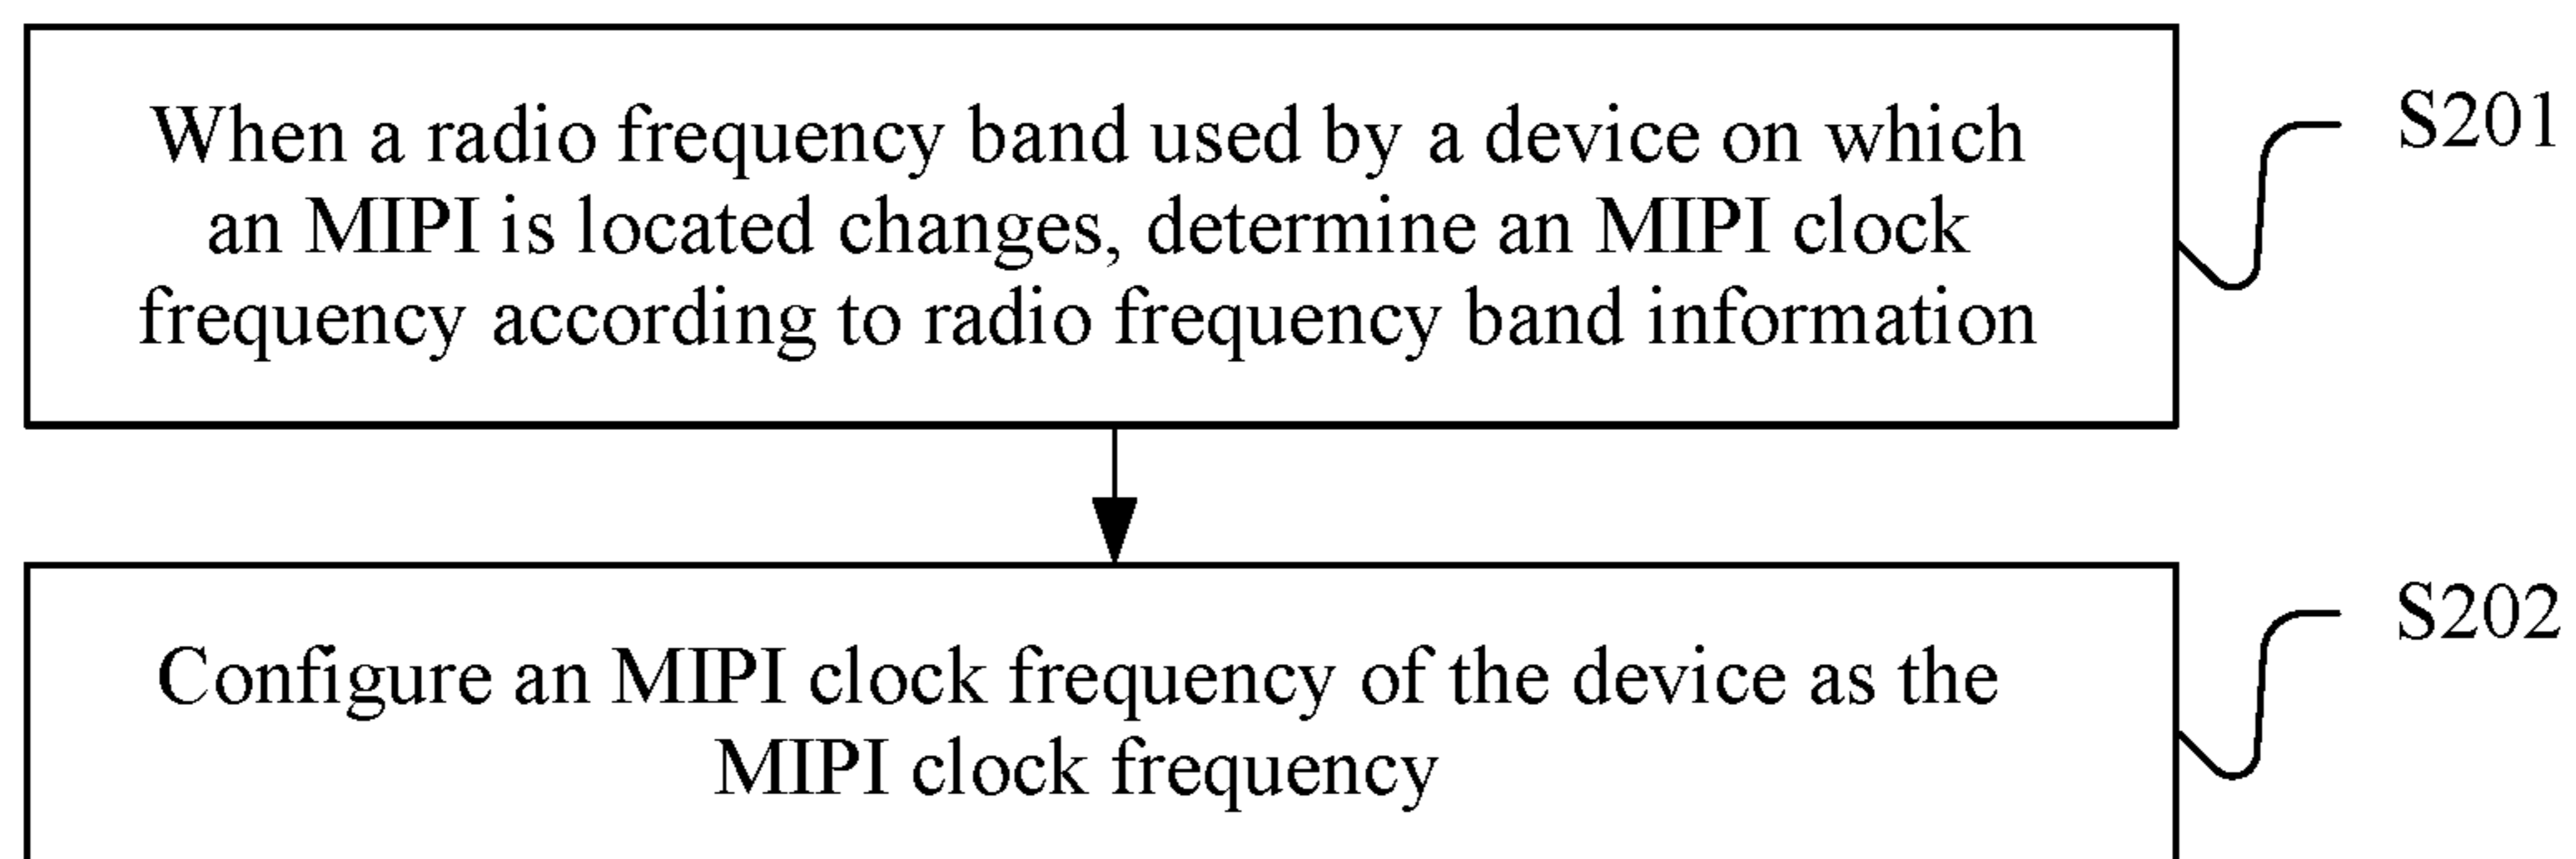 When a radio frequency band used by a device on which
an MIPI is located changes, determine an MIPI clock
frequency according to radio frequency band information
S201
Configure an MIPI clock frequency of the device as the
MIPI clock frequency
S202